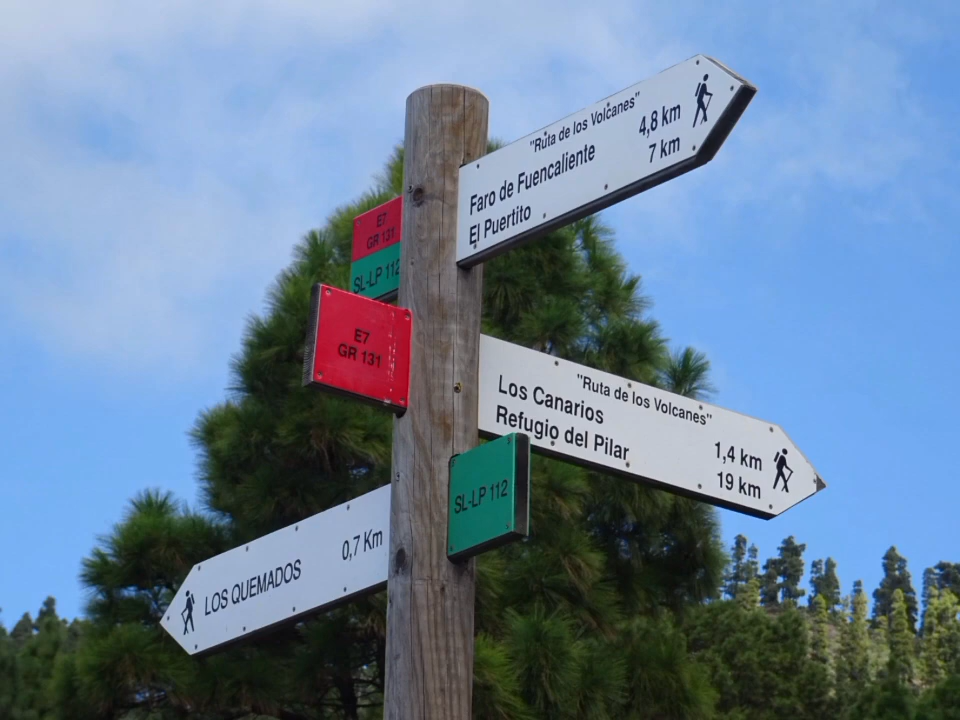 "Ruta de los Volcanes"
Faro de Fuencaliente 4,8 km
El Puertito 7 km
E7
GR 131
SL-LP 112
E7
GR 131
"Ruta de los Volcanes"
Los Canarios 1,4 km
Refugio del Pilar 19 km
SL-LP 112
LOS QUEMADOS 0,7 Km